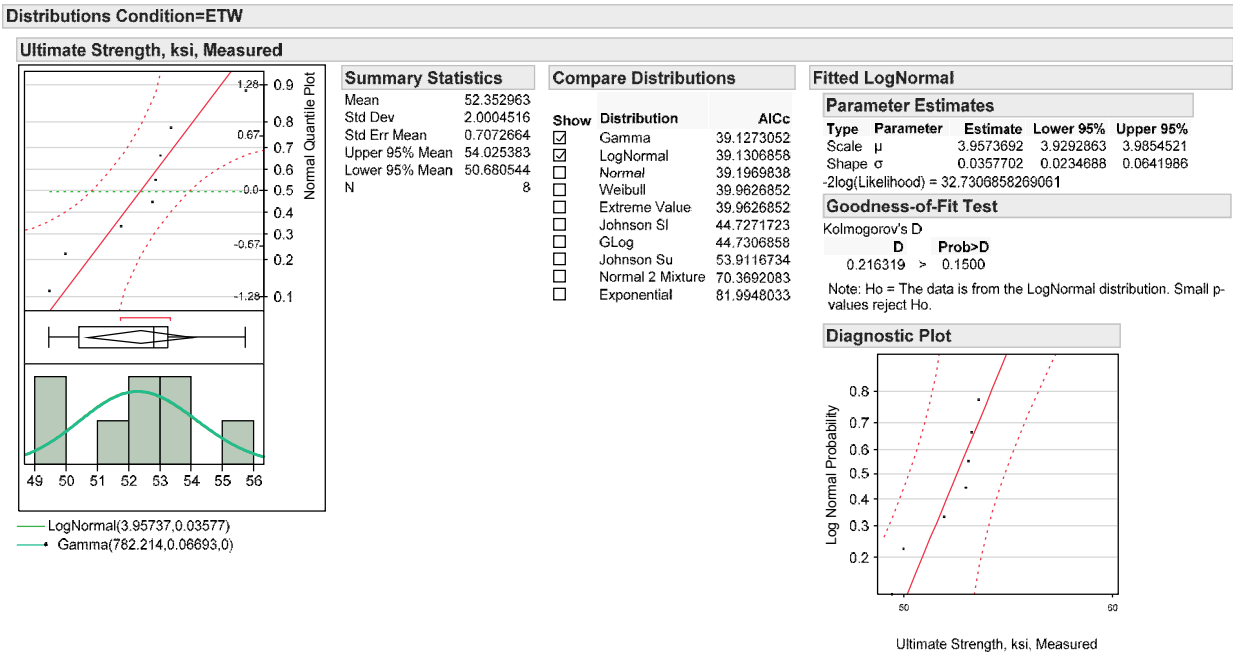 Distributions Condition=ETW
Ultimate Strength, ksi, Measured
1.28
0.67
0.0
-0.67
-1.28
0.9
0.8
0.7
0.6
0.5
0.4
0.3
0.2
0.1
Normal Quantile Plot
49 50 51 52 53 54 55 56
LogNormal(3.95737,0.03577)
Gamma(782.214,0.06693,0)
Summary Statistics
Mean 52.352963
Std Dev 2.0004516
Std Err Mean 0.7072664
Upper 95% Mean 54.025383
Lower 95% Mean 50.680544
N 8
Compare Distributions
Show Distribution AICc
Gamma 39.1273052
LogNormal 39.1306858
Normal 39.1969838
Weibull 39.9626852
Extreme Value 39.9626852
Johnson Sl 44.7271723
GLog 44.7306858
Johnson Su 53.9116734
Normal 2 Mixture 70.3692083
Exponential 81.9948033
Fitted LogNormal
Parameter Estimates
Type Parameter Estimate Lower 95% Upper 95%
Scale μ 3.9573692 3.9292863 3.9854521
Shape σ 0.0357702 0.0234688 0.0641986
-2log(Likelihood) = 32.7306858269061
Goodness-of-Fit Test
Kolmogorov's D
D Prob>D
0.216319 > 0.1500
Note: Ho = The data is from the LogNormal distribution. Small p-
values reject Ho.
Diagnostic Plot
0.8
0.7
0.6
0.5
0.4
0.3
0.2
Log Normal Probability
50 60
Ultimate Strength, ksi, Measured